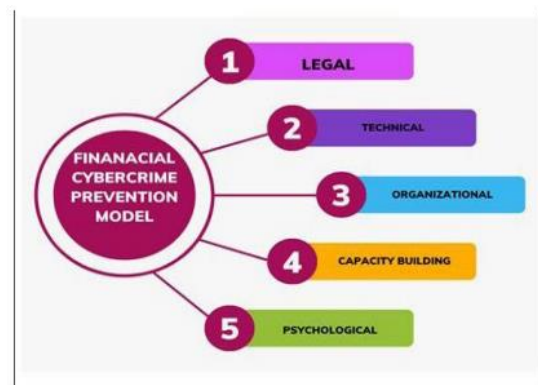 FINANACIAL
CYBERCRIME
PREVENTION
MODEL
1
LEGAL
2
TECHNICAL
3
ORGANIZATIONAL
4
CAPACITY BUILDING
5
PSYCHOLOGICAL